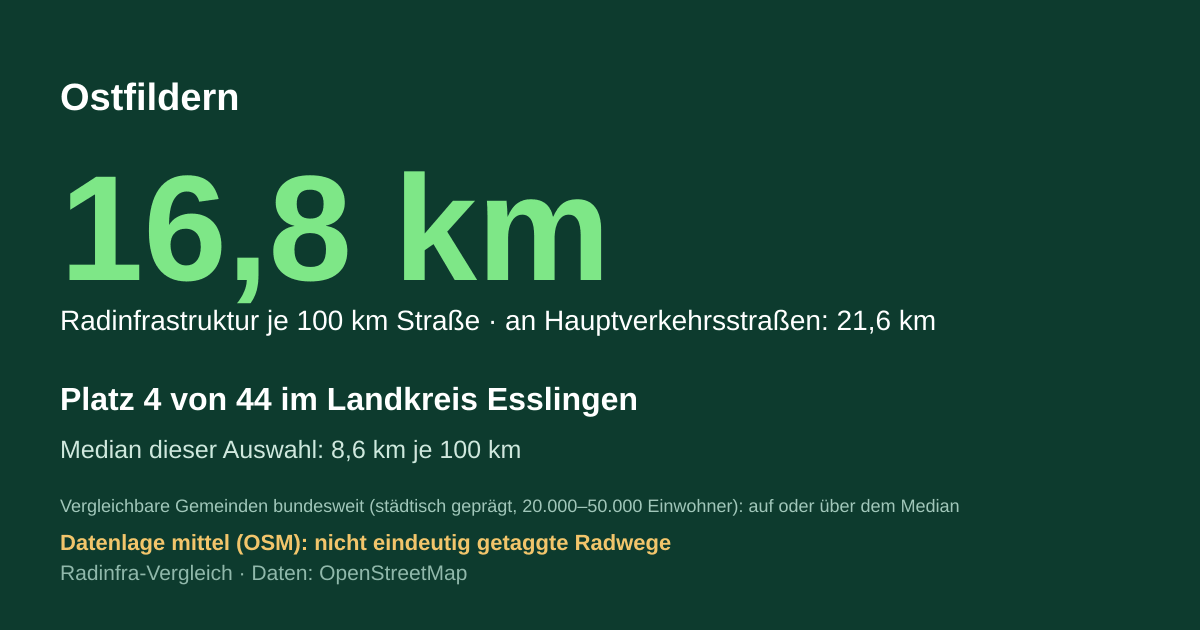 Ostfildern
16,8 km
Radinfrastruktur je 100 km Straße · an Hauptverkehrsstraßen: 21,6 km
Platz 4 von 44 im Landkreis Esslingen
Median dieser Auswahl: 8,6 km je 100 km
Vergleichbare Gemeinden bundesweit (städtisch geprägt, 20.000–50.000 Einwohner): auf oder über dem Median
Datenlage mittel (OSM): nicht eindeutig getaggte Radwege
Radinfra-Vergleich · Daten: OpenStreetMap